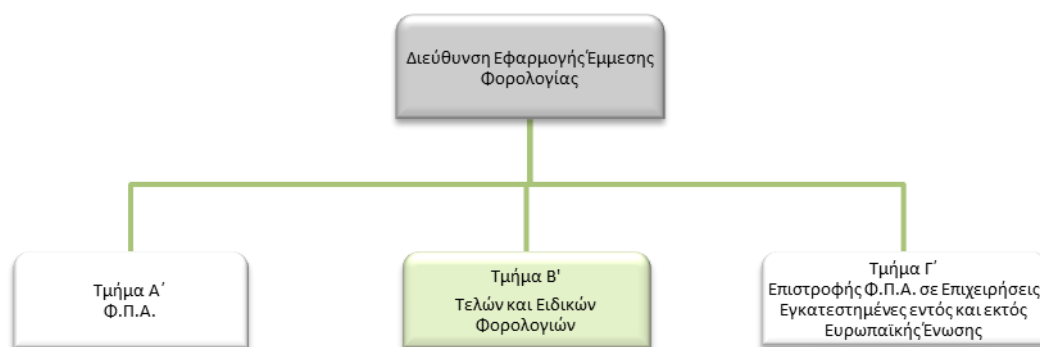 Διεύθυνση Εφαρμογής Έμμεσης
Φορολογίας
Τμήμα Α΄
Φ.Π.Α.
Τμήμα Β'
Τελών και Ειδικών
Φορολογιών
Τμήμα Γ΄
Επιστροφής Φ.Π.Α. σε Επιχειρήσεις
Εγκατεστημένες εντός και εκτός
Ευρωπαϊκής Ένωσης